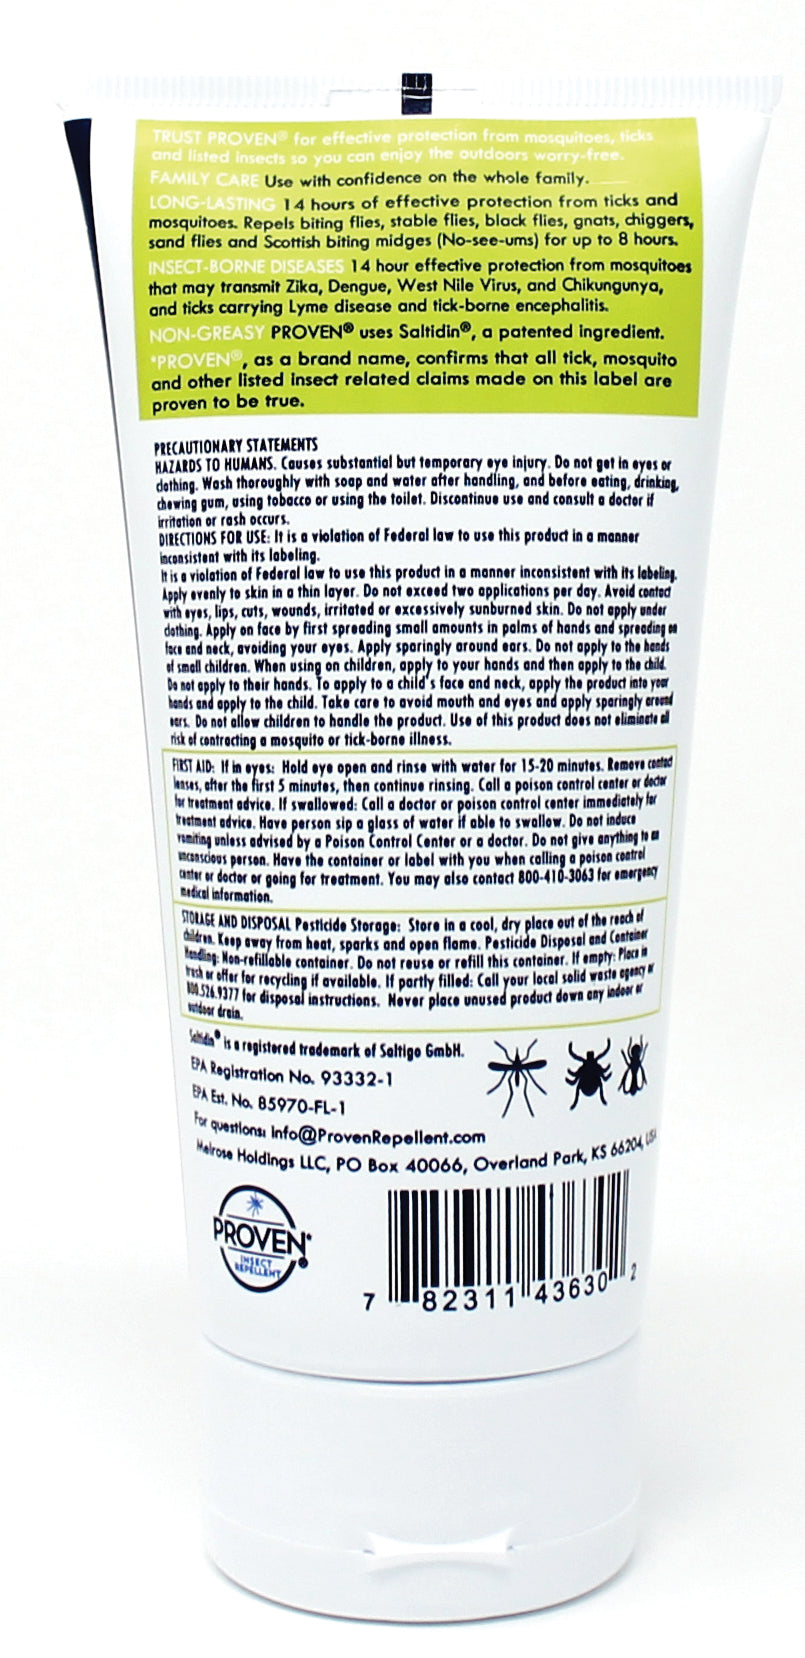 TRUST PROVEN® for effective protection from mosquitoes, ticks
and listed insects so you can enjoy the outdoors worry-free.
FAMILY CARE Use with confidence on the whole family.
LONG-LASTING 14 hours of effective protection from ticks and
mosquitoes. Repels biting flies, stable flies, black flies, gnats, chiggers,
sand flies and Scottish biting midges (No-see-ums) for up to 8 hours.
INSECT-BORNE DISEASES 14 hour effective protection from mosquitoes
that may transmit Zika, Dengue, West Nile Virus, and Chikungunya,
and ticks carrying Lyme disease and tick-borne encephalitis.
NON-GREASY PROVEN® uses Saltidin®, a patented ingredient.
*PROVEN®, as a brand name, confirms that all tick, mosquito
and other listed insect related claims made on this label are
proven to be true.
PRECAUTIONARY STATEMENTS
HAZARDS TO HUMANS. Causes substantial but temporary eye injury. Do not get in eyes or
clothing. Wash thoroughly with soap and water after handling, and before eating, drinking,
chewing gum, using tobacco or using the toilet. Discontinue use and consult a doctor if
irritation or rash occurs.
DIRECTIONS FOR USE: It is a violation of Federal law to use this product in a manner
inconsistent with its labeling.
It is a violation of Federal law to use this product in a manner inconsistent with its labeling.
Apply evenly to skin in a thin layer. Do not exceed two applications per day. Avoid contact
with eyes, lips, cuts, wounds, irritated or excessively sunburned skin. Do not apply under
clothing. Apply on face by first spreading small amounts in palms of hands and spreading on
face and neck, avoiding your eyes. Apply sparingly around ears. Do not apply to the hands
of small children. When using on children, apply to your hands and then apply to the child.
Do not apply to their hands. To apply to a child's face and neck, apply the product into your
hands and apply to the child. Take care to avoid mouth and eyes and apply sparingly around
ears. Do not allow children to handle the product. Use of this product does not eliminate all
risk of contracting a mosquito or tick-borne illness.
FIRST AID: If in eyes: Hold eye open and rinse with water for 15-20 minutes. Remove contact
lenses, after the first 5 minutes, then continue rinsing. Call a poison control center or doctor
for treatment advice. If swallowed: Call a doctor or poison control center immediately for
treatment advice. Have person sip a glass of water if able to swallow. Do not induce
vomiting unless advised by a Poison Control Center or a doctor. Do not give anything to an
unconscious person. Have the container or label with you when calling a poison control
center or doctor or going for treatment. You may also contact 800-410-3063 for emergency
medical information.
STORAGE AND DISPOSAL Pesticide Storage: Store in a cool, dry place out of the reach of
children. Keep away from heat, sparks and open flame. Pesticide Disposal and Container
Handling: Non-refillable container. Do not reuse or refill this container. If empty: Place in
trash or offer for recycling if available. If partly filled: Call your local solid waste agency or
800.526.9377 for disposal instructions. Never place unused product down any indoor or
outdoor drain.
Saltidin® is a registered trademark of Saltigo GmbH.
EPA Registration No. 93332-1
EPA Est. No. 85970-FL-1
For questions: info@ProvenRepellent.com
Melrose Holdings LLC, PO Box 40066, Overland Park, KS 66204, USA
PROVEN®
INSECT
REPELLENT
7 82311 43630 2